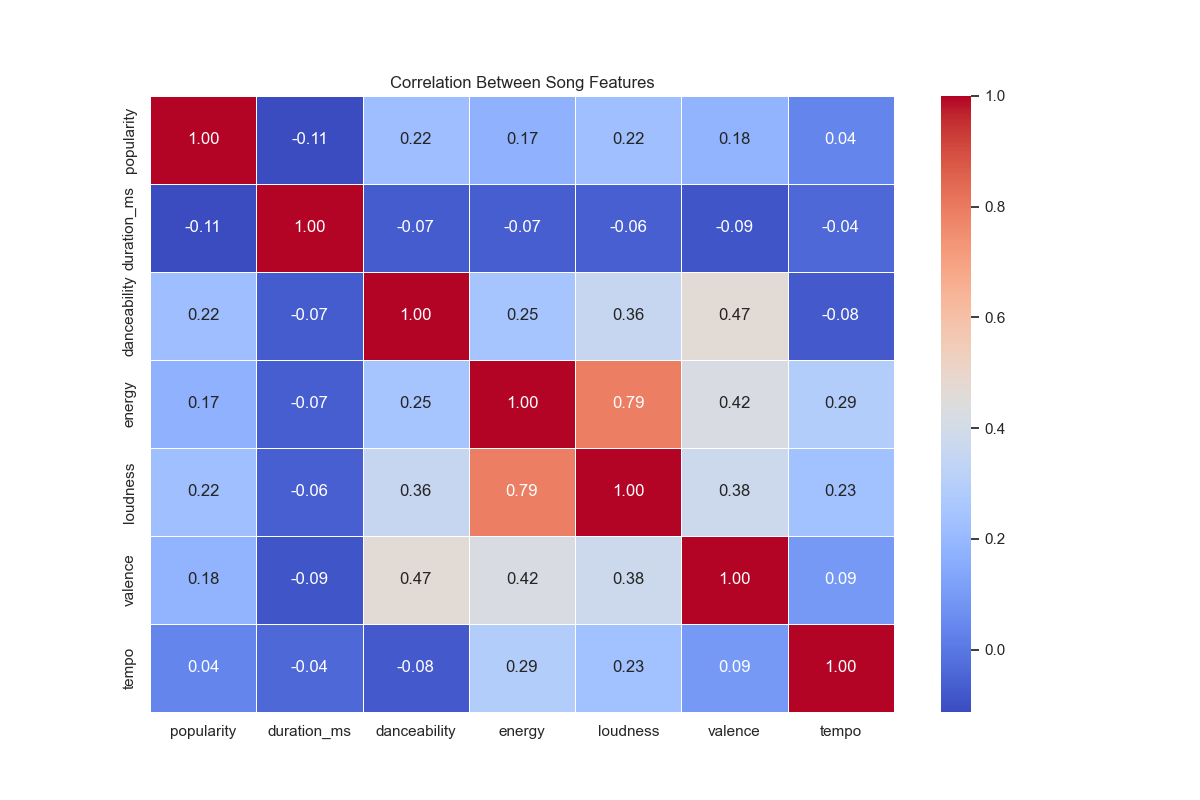 Correlation Between Song Features
popularity 1.00 -0.11 0.22 0.17 0.22 0.18 0.04
duration_ms -0.11 1.00 -0.07 -0.07 -0.06 -0.09 -0.04
danceability 0.22 -0.07 1.00 0.25 0.36 0.47 -0.08
energy 0.17 -0.07 0.25 1.00 0.79 0.42 0.29
loudness 0.22 -0.06 0.36 0.79 1.00 0.38 0.23
valence 0.18 -0.09 0.47 0.42 0.38 1.00 0.09
tempo 0.04 -0.04 -0.08 0.29 0.23 0.09 1.00
popularity duration_ms danceability energy loudness valence tempo
1.0
0.8
0.6
0.4
0.2
0.0